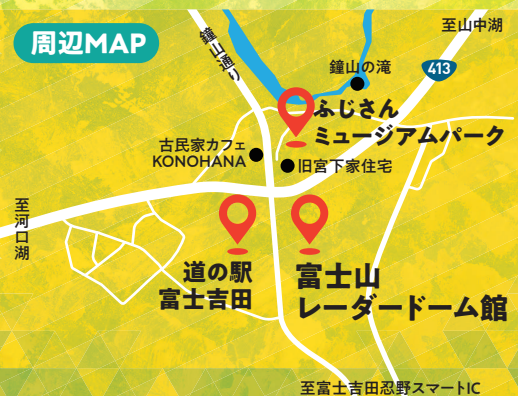 周辺MAP
鐘山通り
至山中湖
413
鐘山の滝
ふじさん
ミュージアムパーク
古民家カフェ
KONOHANA
旧宮下家住宅
至河口湖
道の駅
富士吉田
富士山
レーダードーム館
至富士吉田忍野スマートIC